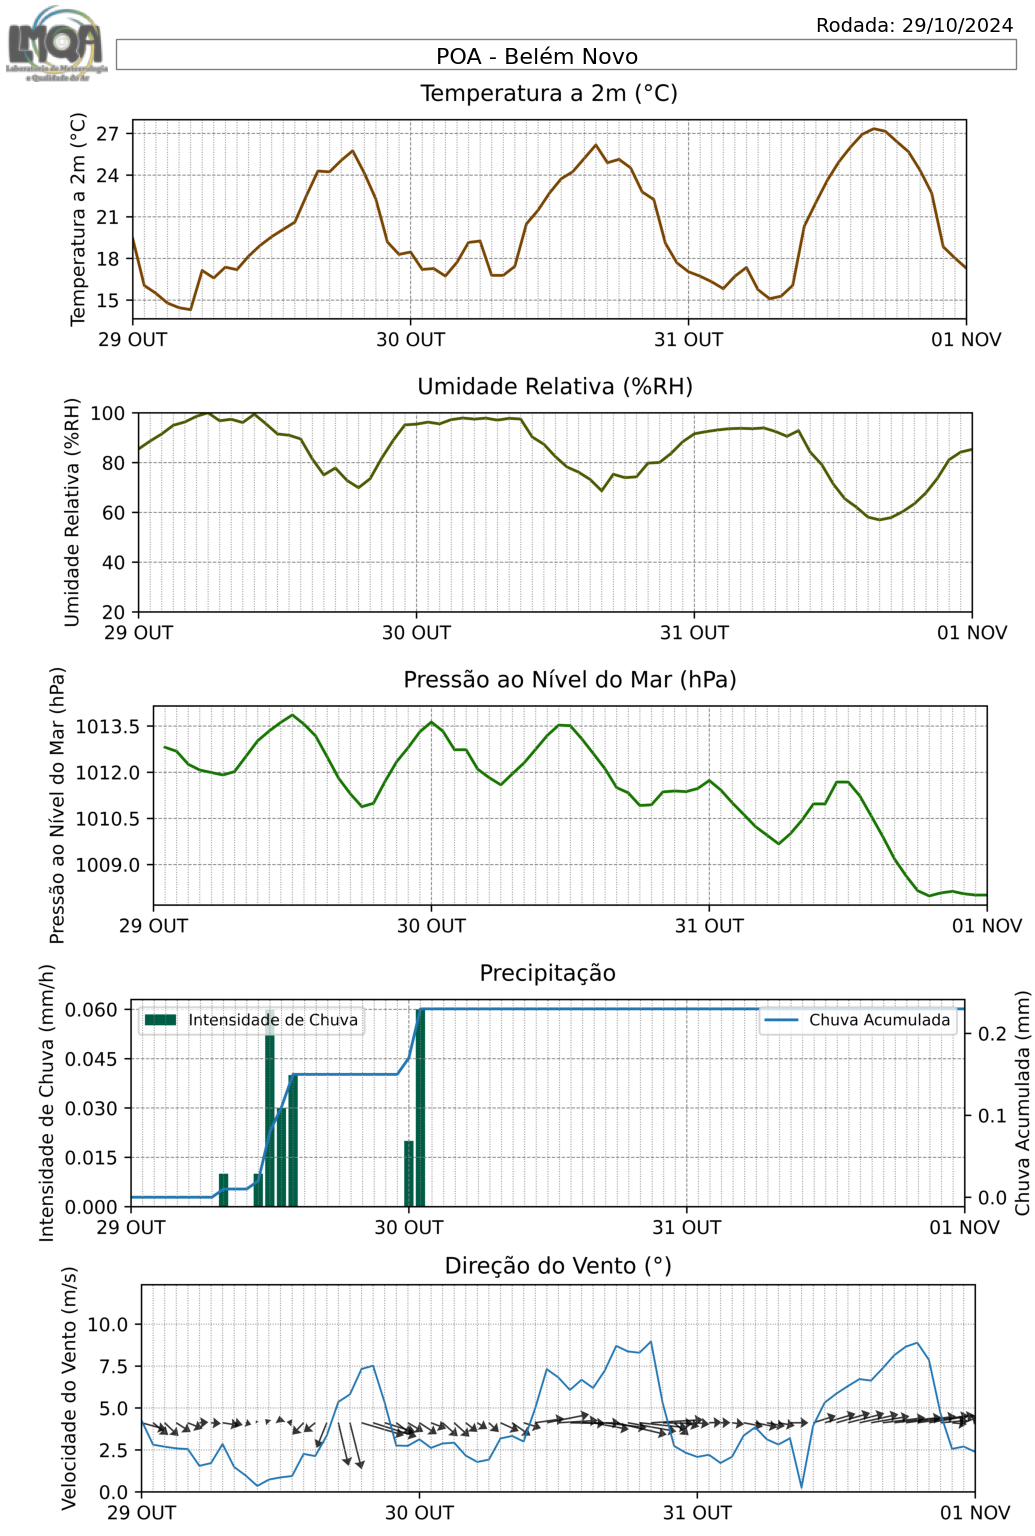 Rodada: 29/10/2024
LMQA
Laboratório de Meteorologia
e Qualidade do Ar
POA - Belém Novo
Temperatura a 2m (°C)
Temperatura a 2m (°C)
27
24
21
18
15
29 OUT 30 OUT 31 OUT 01 NOV
Umidade Relativa (%RH)
Umidade Relativa (%RH)
100
80
60
40
20
29 OUT 30 OUT 31 OUT 01 NOV
Pressão ao Nível do Mar (hPa)
Pressão ao Nível do Mar (hPa)
1013.5
1012.0
1010.5
1009.0
29 OUT 30 OUT 31 OUT 01 NOV
Precipitação
Intensidade de Chuva (mm/h)
0.060
0.045
0.030
0.015
0.000
Intensidade de Chuva
Chuva Acumulada
0.2
0.1
0.0
Chuva Acumulada (mm)
29 OUT 30 OUT 31 OUT 01 NOV
Direção do Vento (°)
Velocidade do Vento (m/s)
10.0
7.5
5.0
2.5
0.0
29 OUT 30 OUT 31 OUT 01 NOV